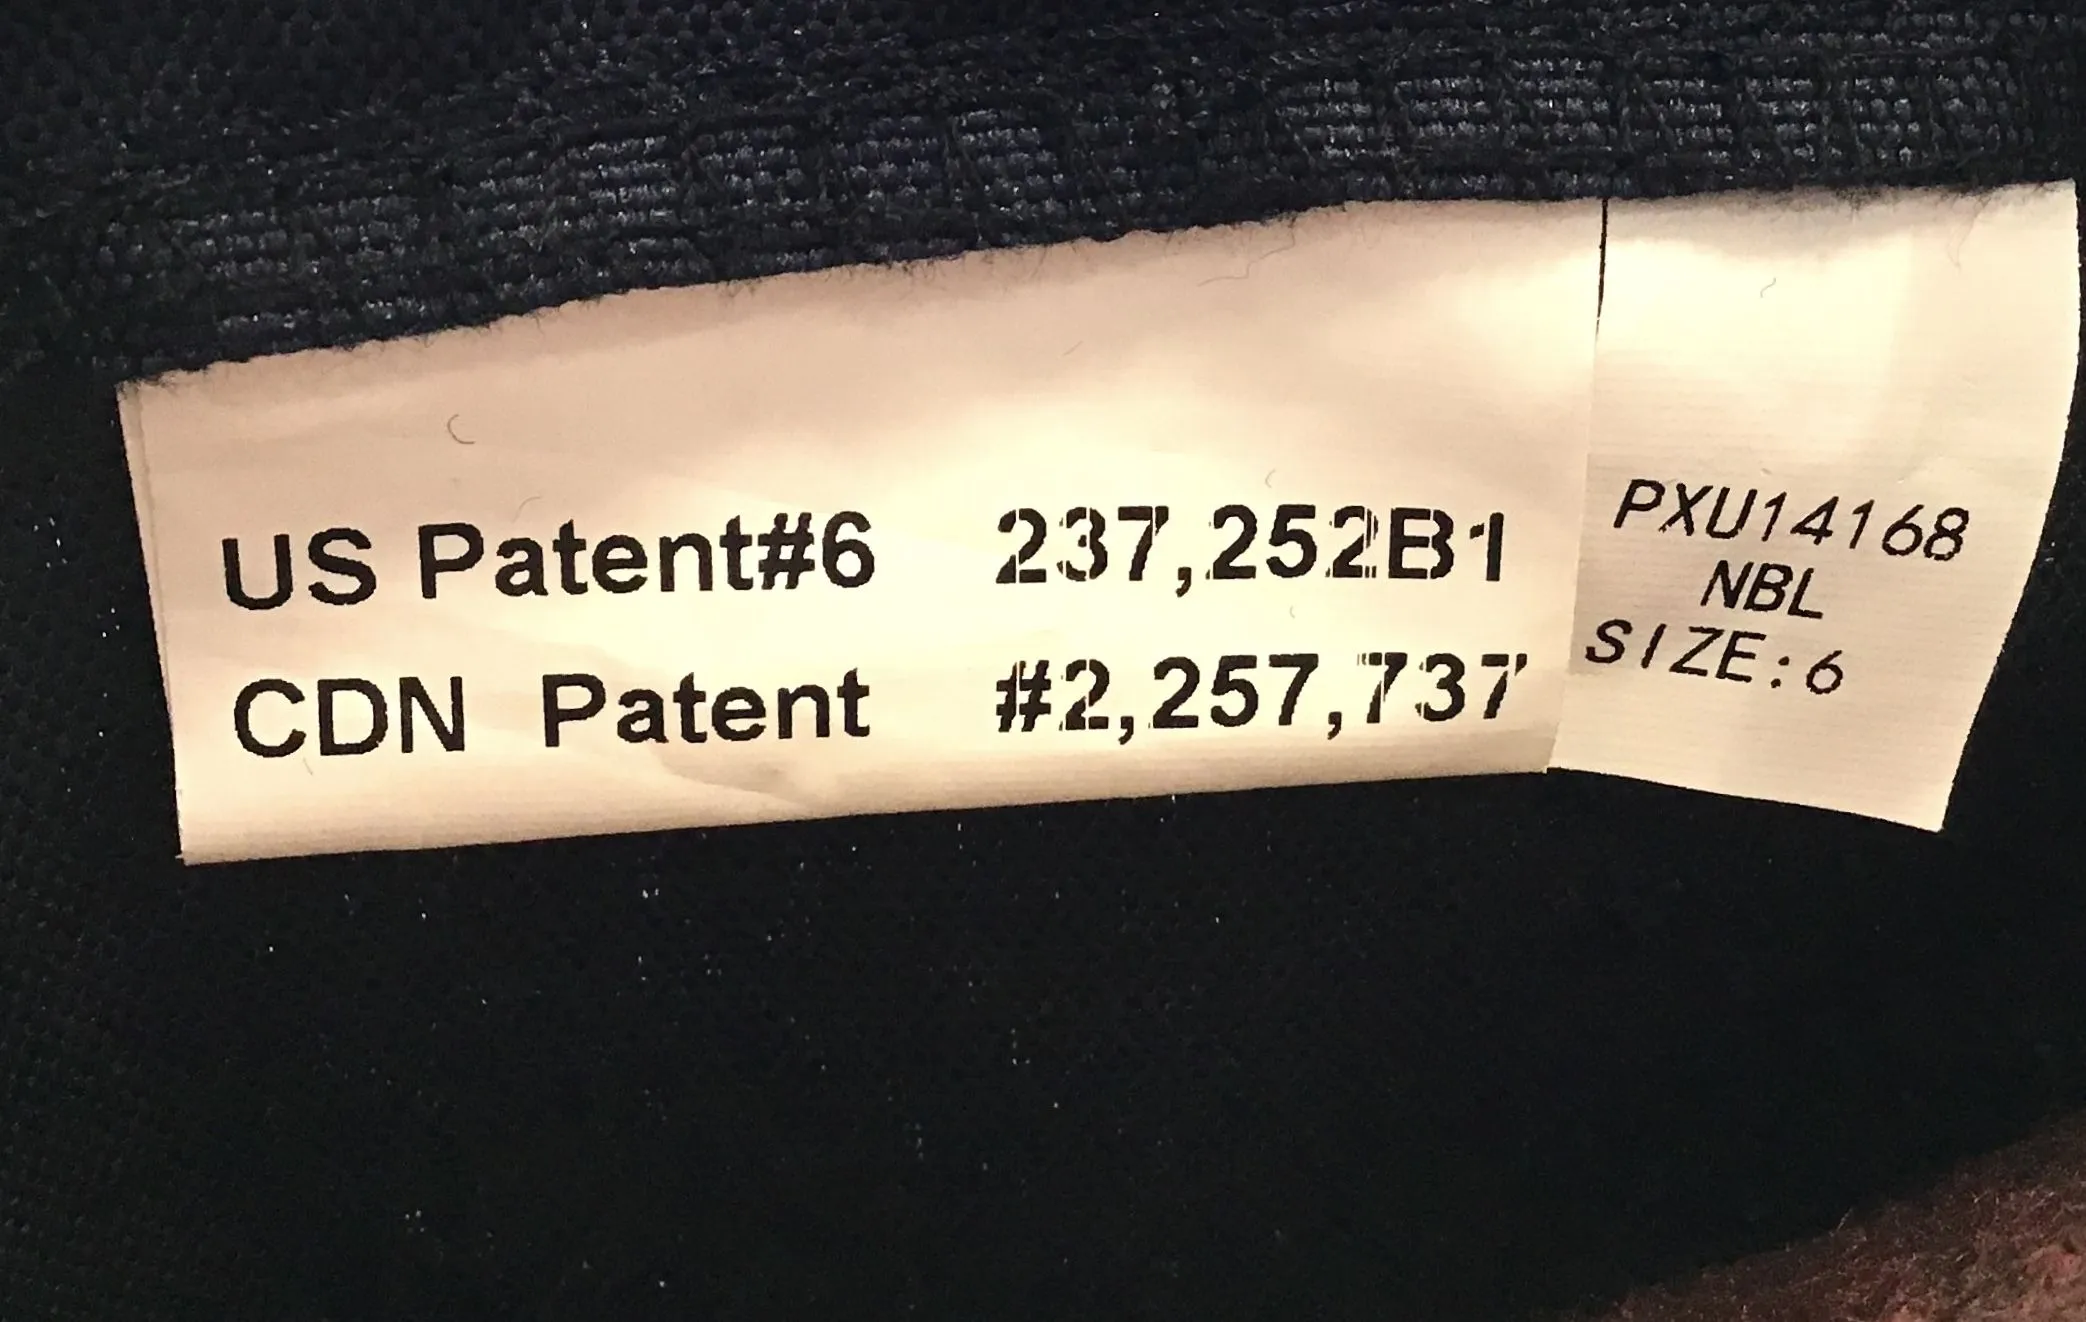 US Patent#6 237,252B1
CDN Patent #2,257,737
PXU14168
NBL
SIZE:6